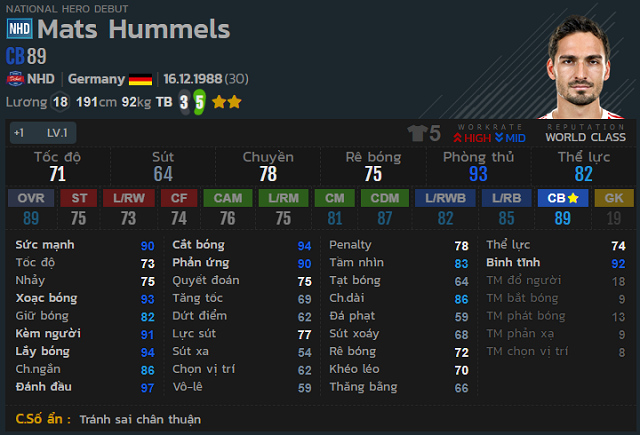 NATIONAL HERO DEBUT
NHD Mats Hummels
CB 89
NHD | Germany | 16.12.1988 (30)
Lương 18 191cm 92kg TB 3 5
+1 LV.1
5 WORKRATE HIGH MID REPUTATION WORLD CLASS
Tốc độ Sút Chuyền Rê bóng Phòng thủ Thể lực
71 64 78 75 93 82
OVR ST L/RW CF CAM L/RM CM CDM L/RWB L/RB CB GK
89 75 73 74 76 75 81 87 82 85 89 19
Sức mạnh 90 Cắt bóng 94 Penalty 78 Thể lực 74
Tốc độ 73 Phản ứng 90 Tầm nhìn 83 Bình tĩnh 92
Nhảy 75 Quyết đoán 75 Tạt bóng 64 TM đổ người 18
Xoạc bóng 93 Tăng tốc 69 Ch.dài 86 TM bắt bóng 9
Giữ bóng 82 Dứt điểm 62 Đá phạt 59 TM phát bóng 13
Kèm người 91 Lực sút 77 Sút xoáy 68 TM phản xạ 9
Lấy bóng 94 Sút xa 54 Rê bóng 72 TM chọn vị trí 8
Ch.ngắn 86 Chọn vị trí 62 Khéo léo 70
Đánh đầu 97 Vô-lê 59 Thăng bằng 66
C.Số ẩn : Tránh sai chân thuận